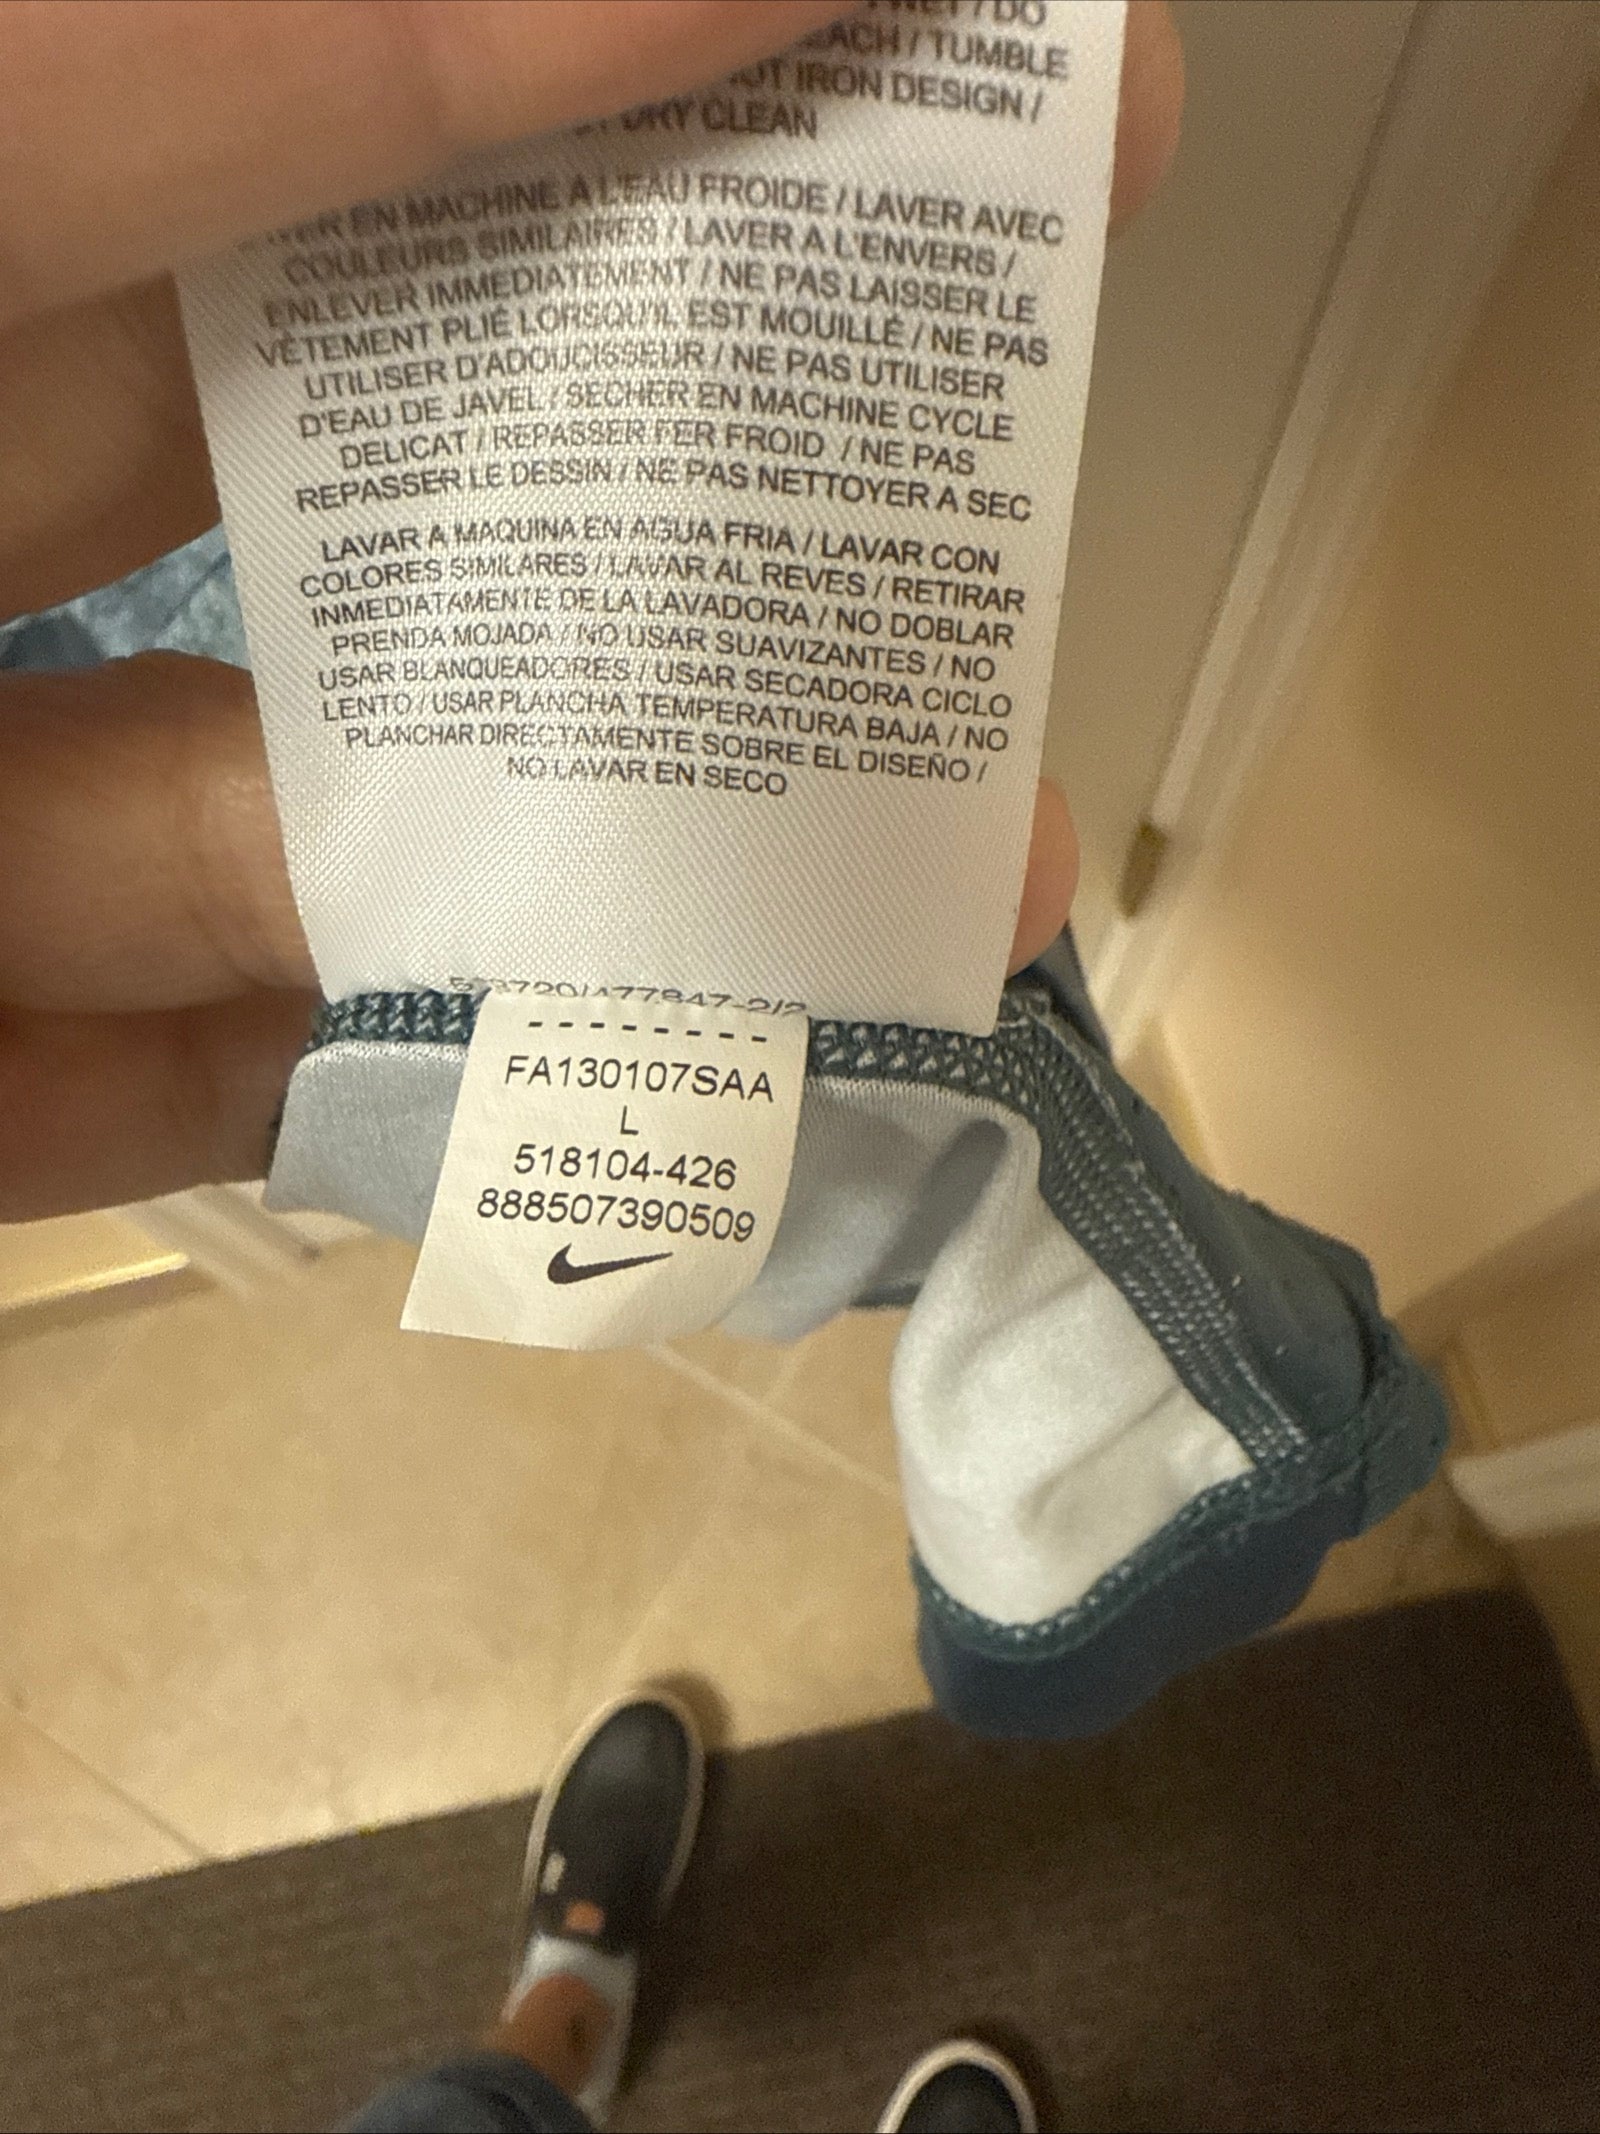 / DO
EACH / TUMBLE
IRON DESIGN /
DRY CLEAN
EN MACHINE A L'EAU FROIDE / LAVER AVEC
COULEURS SIMILAIRES / LAVER A L'ENVERS /
ENLEVER IMMEDIATEMENT / NE PAS LAISSER LE
VÊTEMENT PLIÉ LORSQU'IL EST MOUILLÉ / NE PAS
UTILISER D'ADOUCISSEUR / NE PAS UTILISER
D'EAU DE JAVEL / SECHER EN MACHINE CYCLE
DELICAT / REPASSER FER FROID / NE PAS
REPASSER LE DESSIN / NE PAS NETTOYER A SEC
LAVAR A MAQUINA EN AGUA FRIA / LAVAR CON
COLORES SIMILARES / LAVAR AL REVES / RETIRAR
INMEDIATAMENTE DE LA LAVADORA / NO DOBLAR
PRENDA MOJADA / NO USAR SUAVIZANTES / NO
USAR BLANQUEADORES / USAR SECADORA CICLO
LENTO / USAR PLANCHA TEMPERATURA BAJA / NO
PLANCHAR DIRECTAMENTE SOBRE EL DISEÑO /
NO LAVAR EN SECO
FA130107SAA
L
518104-426
888507390509